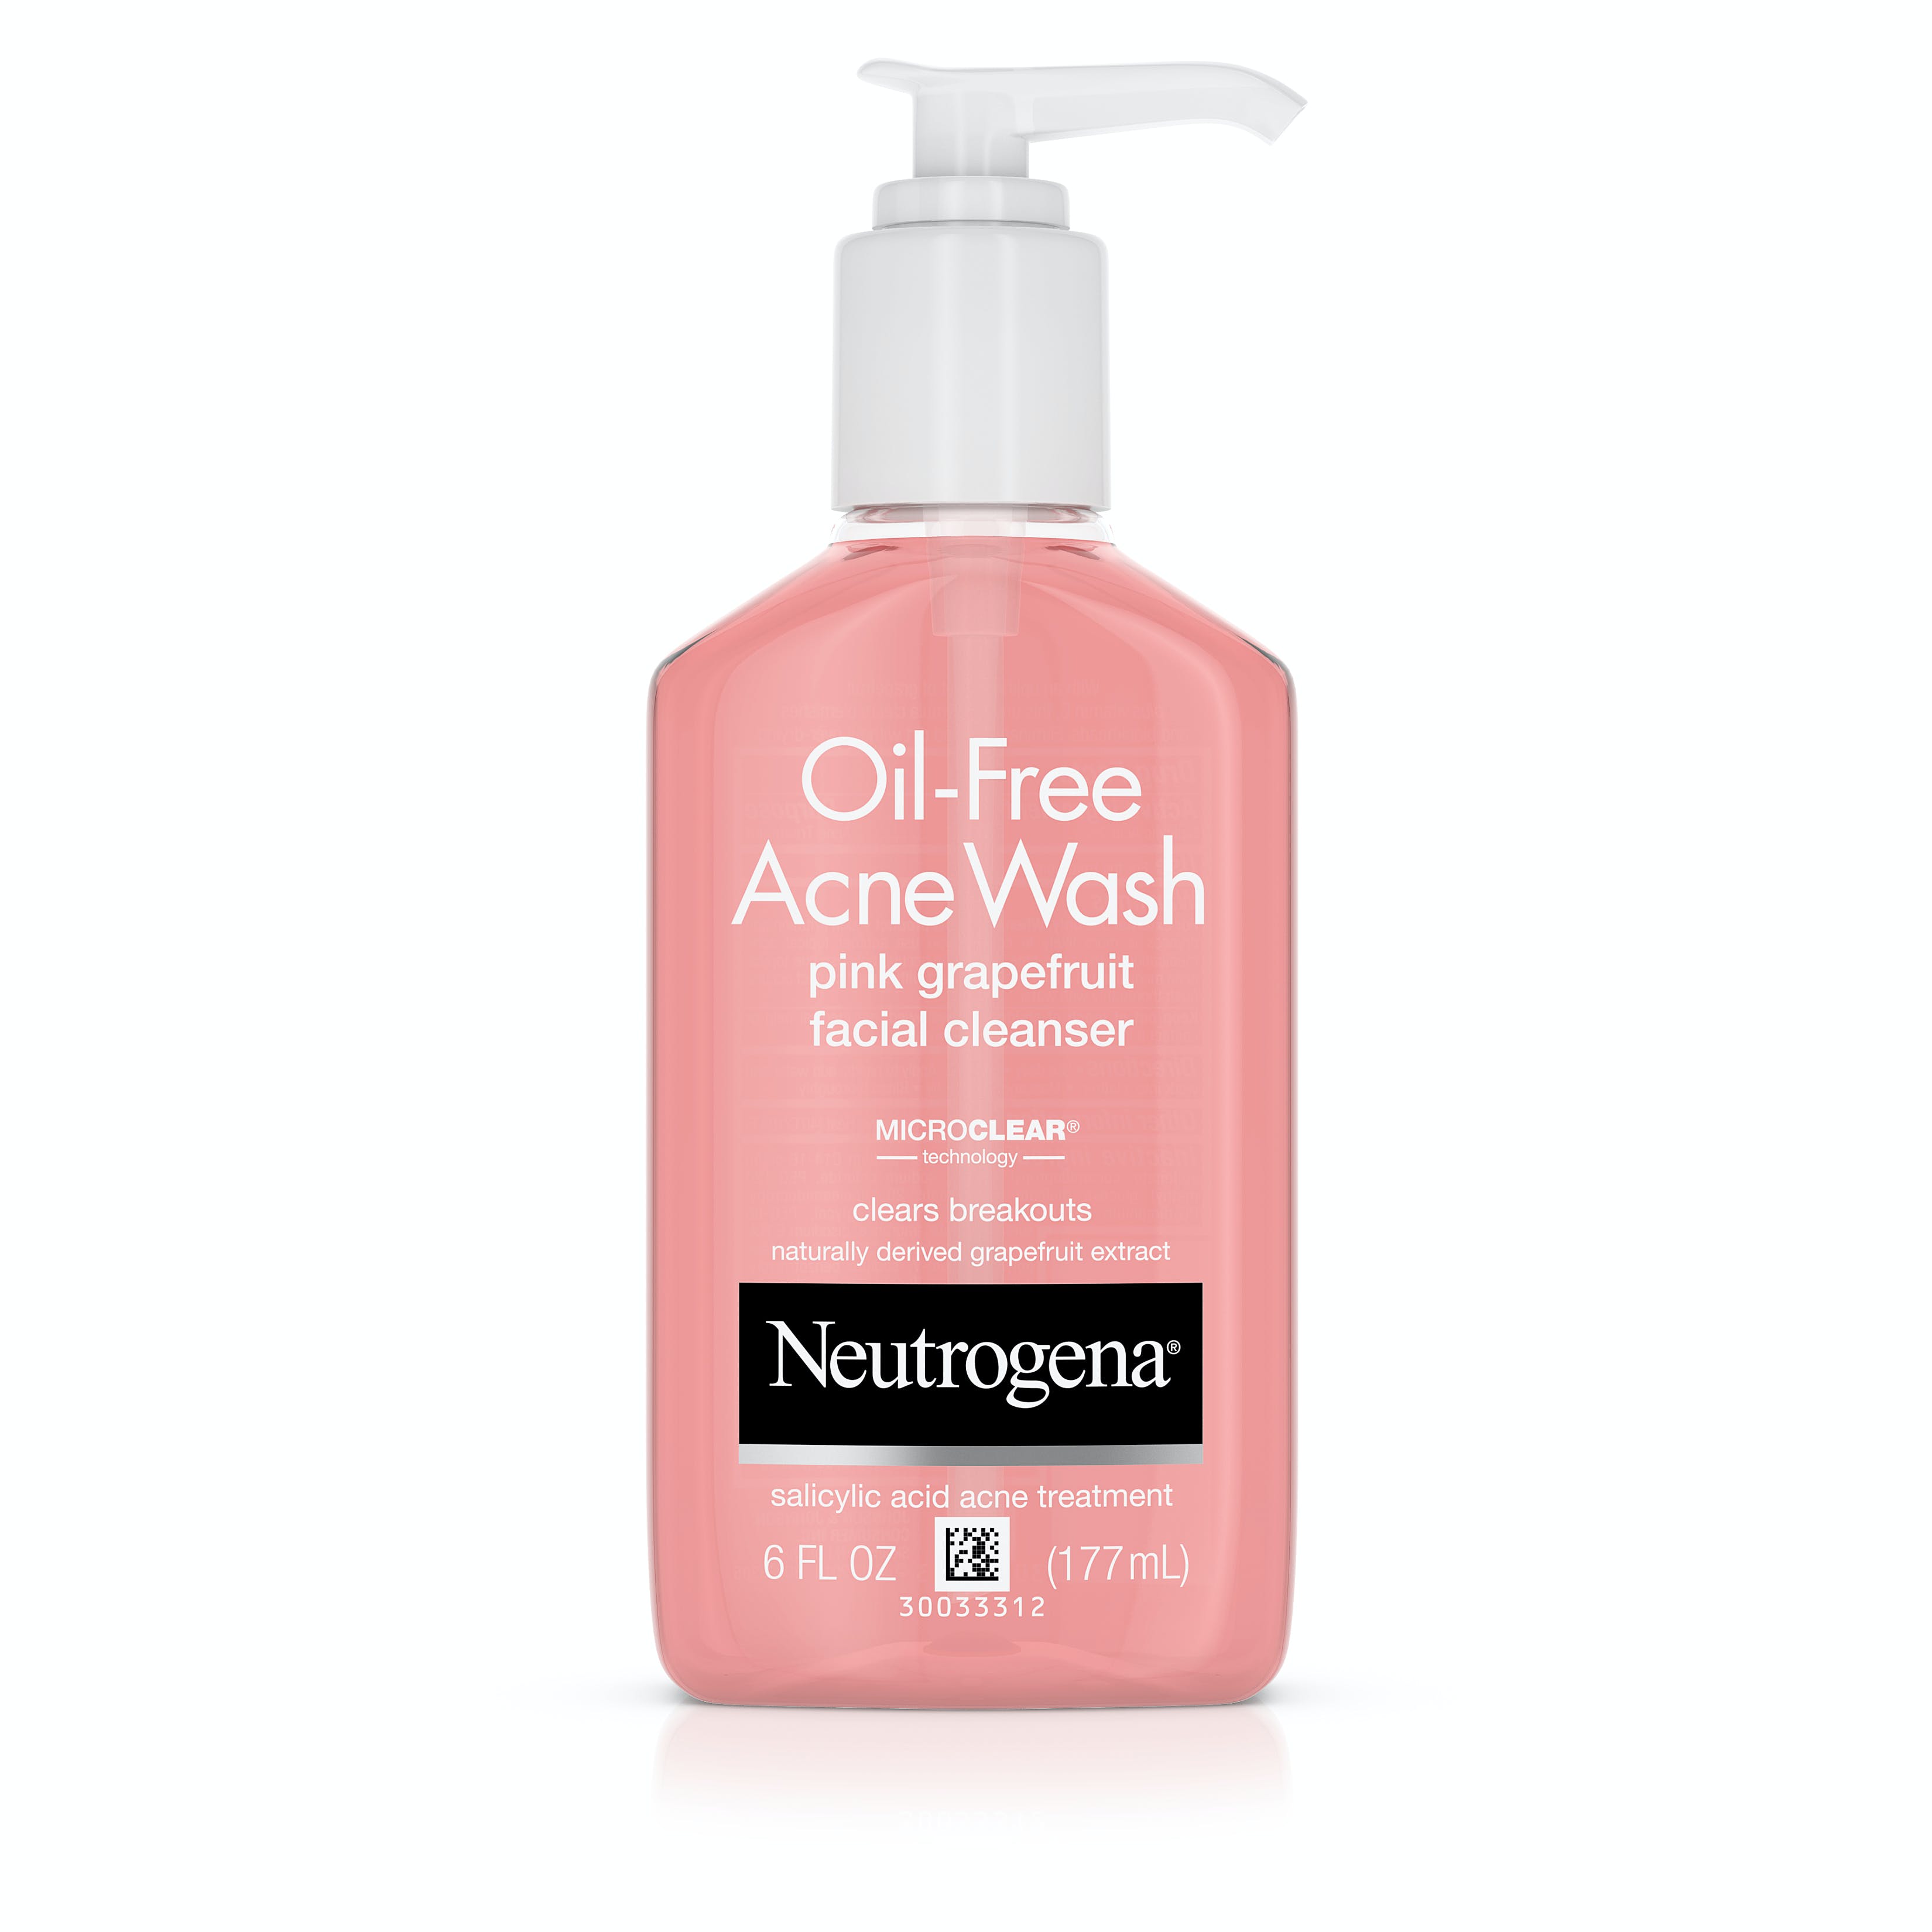 Oil-Free
Acne Wash
pink grapefruit
facial cleanser
MICROCLEAR®
technology
clears breakouts
naturally derived grapefruit extract
Neutrogena®
salicylic acid acne treatment
6 FL OZ (177 mL)
30033312